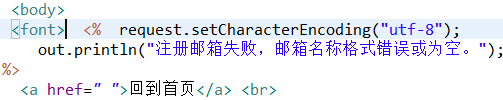 <body>
<font> <% request.setCharacterEncoding("utf-8");
out.println("注册邮箱失败，邮箱名称格式错误或为空。");
%>
<a href=" ">回到首页</a> <br>